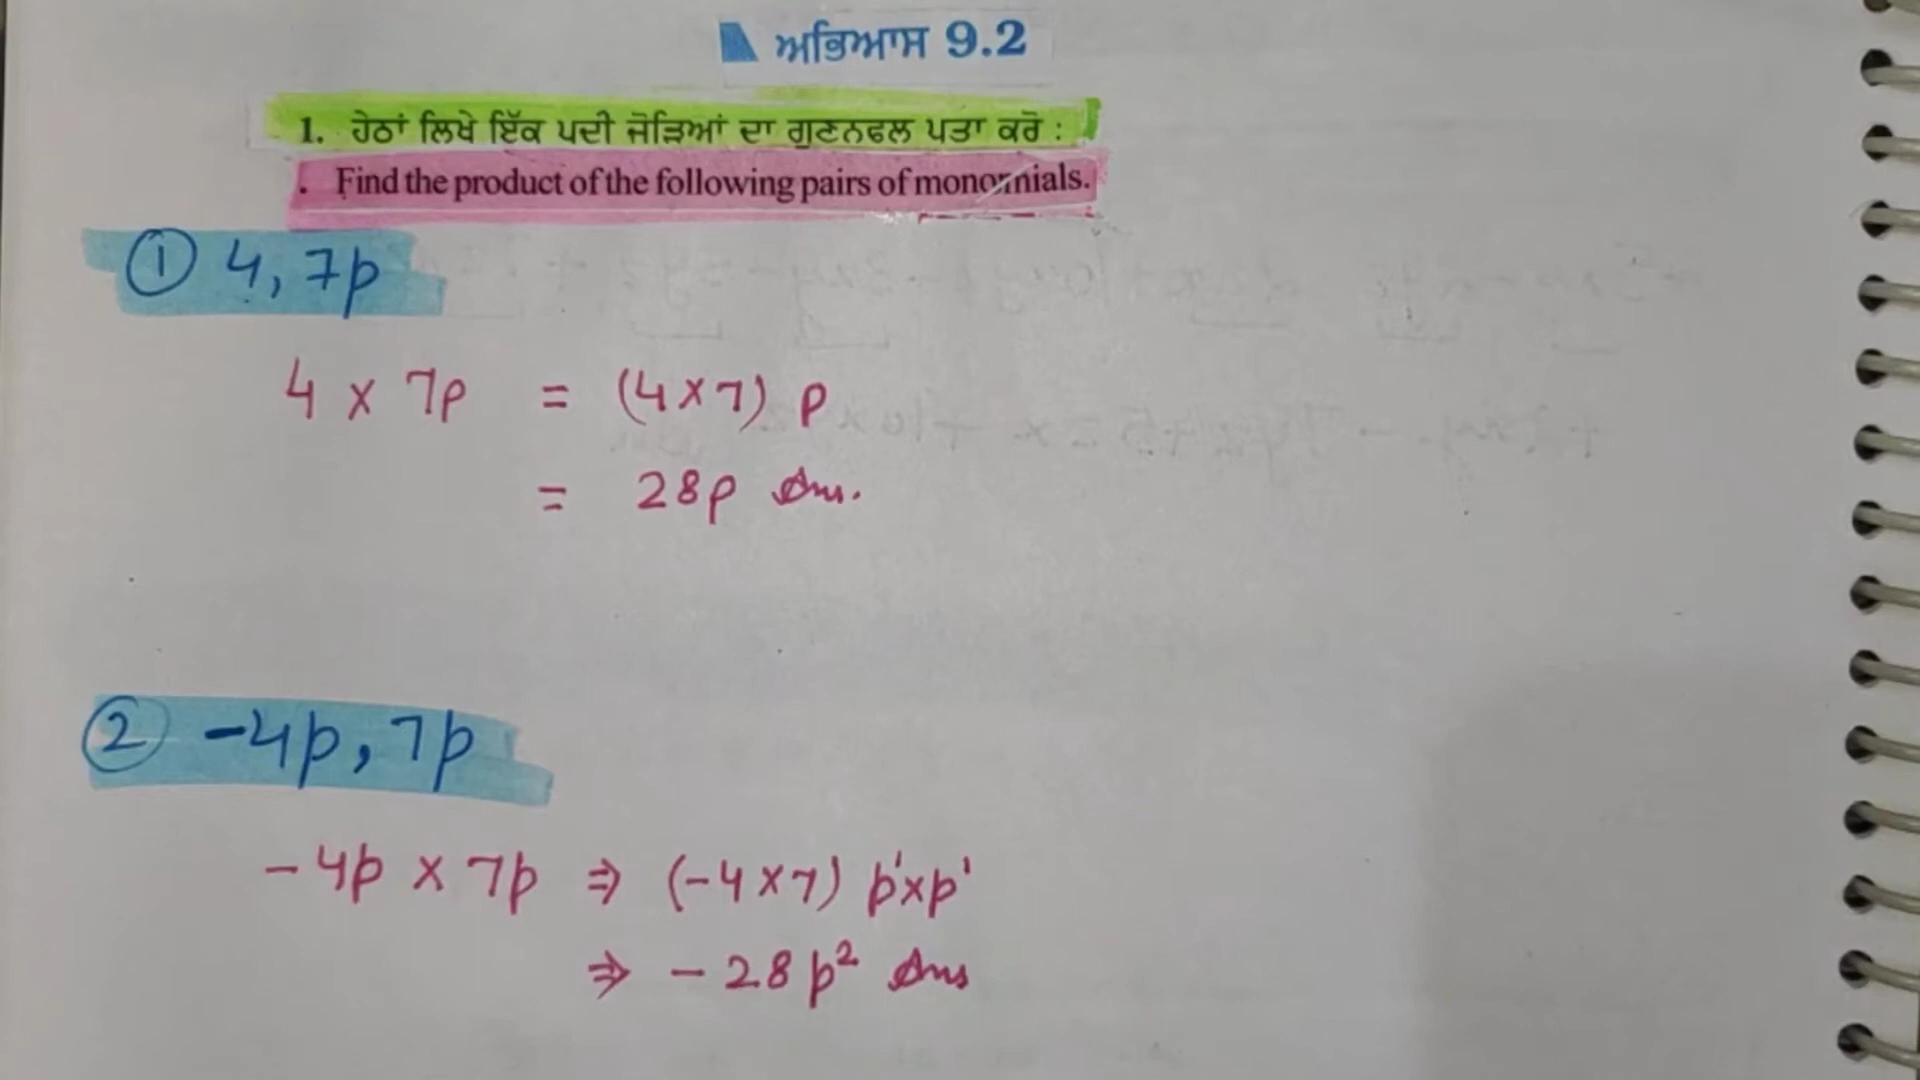 ਅਭਿਆਸ 9.2
1. ਹੇਠਾਂ ਲਿਖੇ ਇੱਕ ਪਦੀ ਜੋੜਿਆਂ ਦਾ ਗੁਣਨਫਲ ਪਤਾ ਕਰੋ :
. Find the product of the following pairs of monomials.
① 4, 7p
4 × 7p = (4×7) p
= 28p Ans.
② -4p, 7p
-4p × 7p ⇒ (-4×7) p¹×p¹
⇒ -28p² Ans